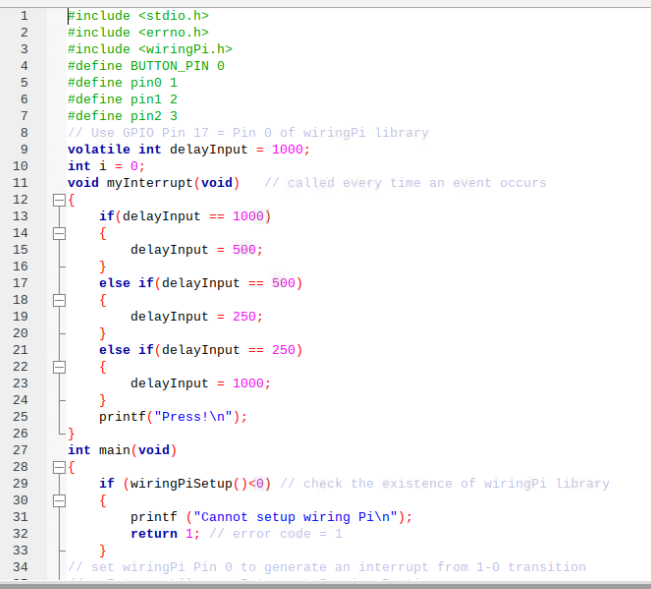 1 #include <stdio.h>
2 #include <errno.h>
3 #include <wiringPi.h>
4 #define BUTTON_PIN 0
5 #define pin0 1
6 #define pin1 2
7 #define pin2 3
8 // Use GPIO Pin 17 = Pin 0 of wiringPi library
9 volatile int delayInput = 1000;
10 int i = 0;
11 void myInterrupt(void)   // called every time an event occurs
12 {
13     if(delayInput == 1000)
14     {
15         delayInput = 500;
16     }
17     else if(delayInput == 500)
18     {
19         delayInput = 250;
20     }
21     else if(delayInput == 250)
22     {
23         delayInput = 1000;
24     }
25     printf("Press!\n");
26 }
27 int main(void)
28 {
29     if (wiringPiSetup()<0) // check the existence of wiringPi library
30     {
31         printf ("Cannot setup wiring Pi\n");
32         return 1; // error code = 1
33     }
34 // set wiringPi Pin 0 to generate an interrupt from 1-0 transition